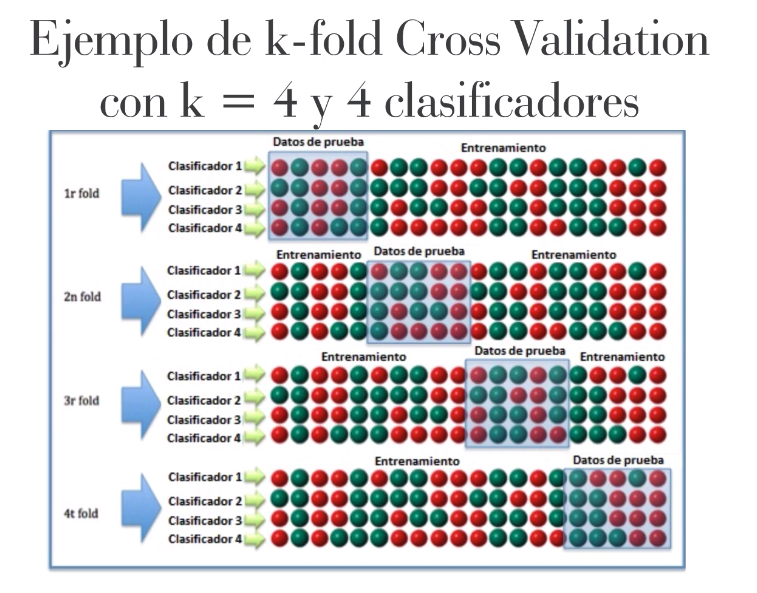 Ejemplo de k-fold Cross Validation
con k = 4 y 4 clasificadores
Datos de prueba
Entrenamiento
1r fold
Clasificador 1
Clasificador 2
Clasificador 3
Clasificador 4
Entrenamiento
Datos de prueba
Entrenamiento
2n fold
Clasificador 1
Clasificador 2
Clasificador 3
Clasificador 4
Entrenamiento
Datos de prueba
Entrenamiento
3r fold
Clasificador 1
Clasificador 2
Clasificador 3
Clasificador 4
Entrenamiento
Datos de prueba
4t fold
Clasificador 1
Clasificador 2
Clasificador 3
Clasificador 4